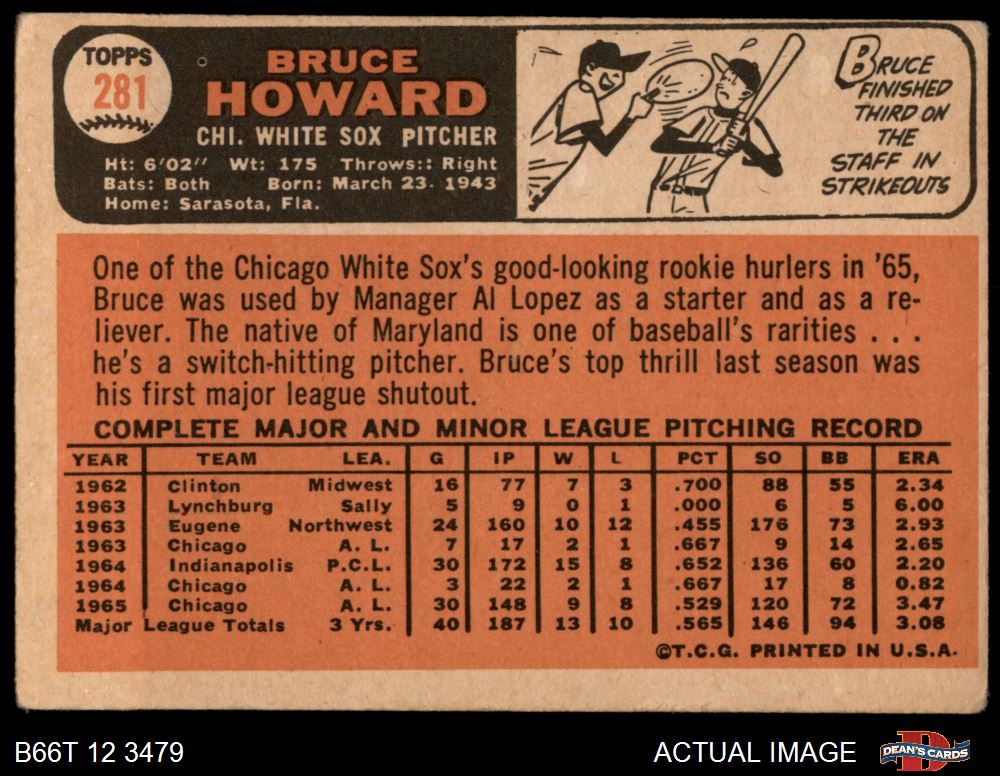 TOPPS
281
BRUCE
HOWARD
CHI. WHITE SOX PITCHER
Ht: 6'02" Wt: 175 Throws:: Right
Bats: Both Born: March 23. 1943
Home: Sarasota, Fla.
BRUCE
FINISHED
THIRD ON
THE
STAFF IN
STRIKEOUTS
One of the Chicago White Sox's good-looking rookie hurlers in '65,
Bruce was used by Manager Al Lopez as a starter and as a re-
liever. The native of Maryland is one of baseball's rarities . . .
he's a switch-hitting pitcher. Bruce's top thrill last season was
his first major league shutout.
COMPLETE MAJOR AND MINOR LEAGUE PITCHING RECORD
YEAR TEAM LEA. G IP W L PCT SO BB ERA
1962 Clinton Midwest 16 77 7 3 .700 88 55 2.34
1963 Lynchburg Sally 5 9 0 1 .000 6 5 6.00
1963 Eugene Northwest 24 160 10 12 .455 176 73 2.93
1963 Chicago A. L. 7 17 2 1 .667 9 14 2.65
1964 Indianapolis P.C.L. 30 172 15 8 .652 136 60 2.20
1964 Chicago A. L. 3 22 2 1 .667 17 8 0.82
1965 Chicago A. L. 30 148 9 8 .529 120 72 3.47
Major League Totals 3 Yrs. 40 187 13 10 .565 146 94 3.08
©T.C.G. PRINTED IN U.S.A.
B66T 12 3479
ACTUAL IMAGE
D
DEAN'S CARDS